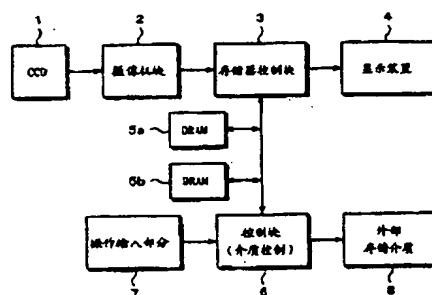 1
2
3
4
CCD
摄像机块
存储器控制块
显示装置
5a
DRAM
5b
DRAM
操作输入部分
控制块
(介质控制)
外部
存储介质
7
6
8